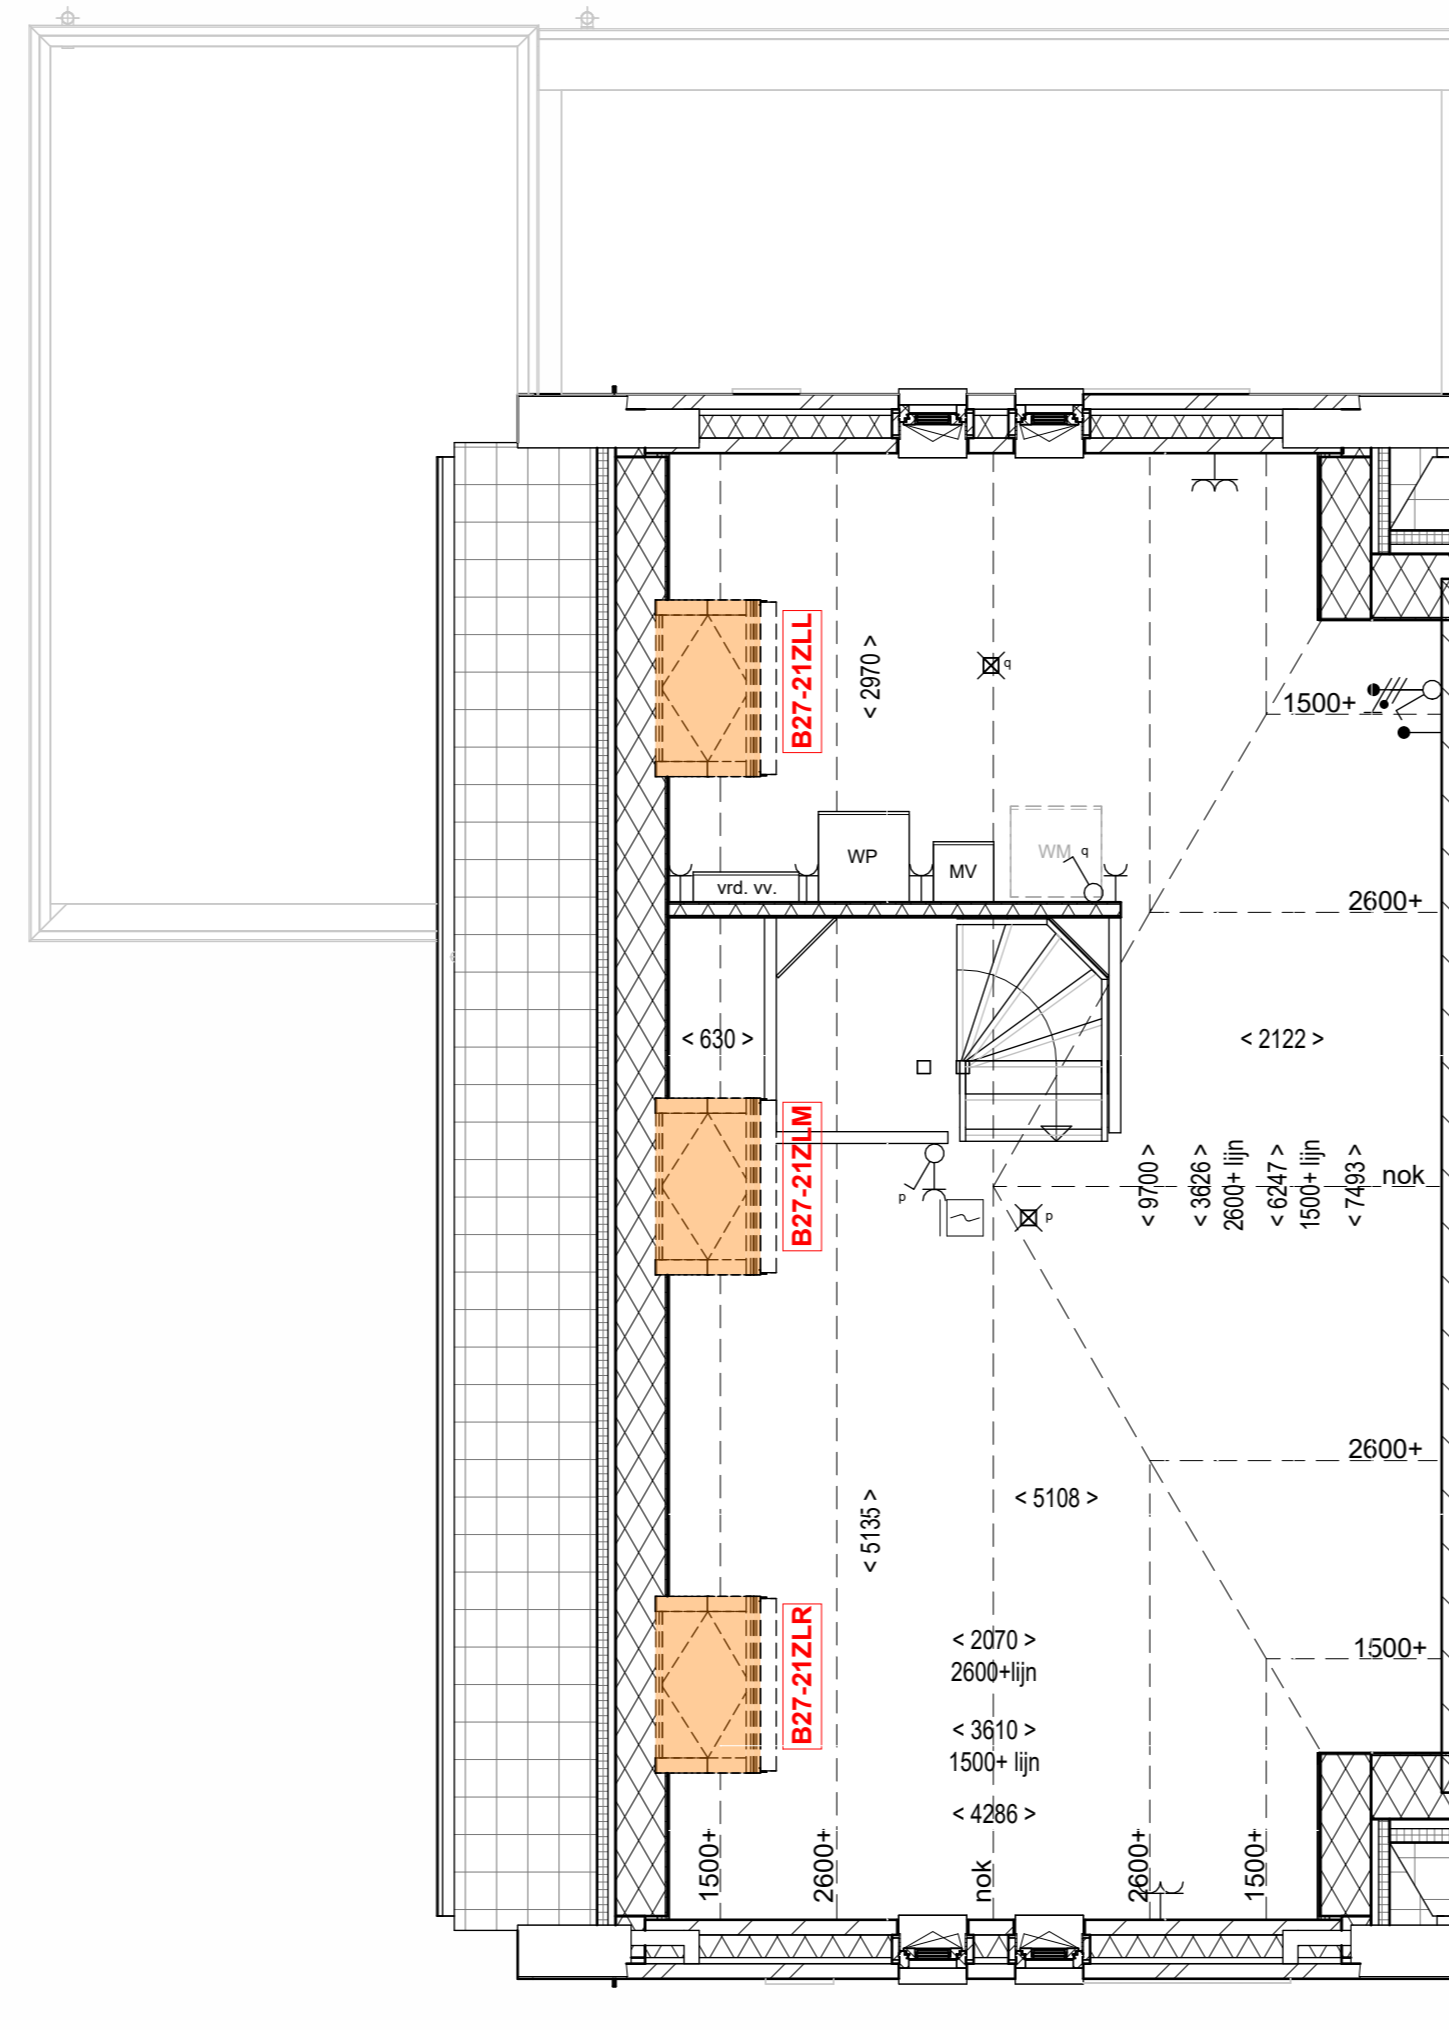 B27-21ZLL
< 2970 >
q
1500+
WP
MV
WM
q
vrd. vv.
2600+
< 630 >
< 2122 >
B27-21ZLM
p
p
< 9700 >
< 3626 >
2600+ lijn
< 6247 >
1500+ lijn
< 7493 >
nok
2600+
< 5135 >
< 5108 >
B27-21ZLR
< 2070 >
2600+lijn
1500+
< 3610 >
1500+ lijn
< 4286 >
1500+
2600+
nok
2600+
1500+